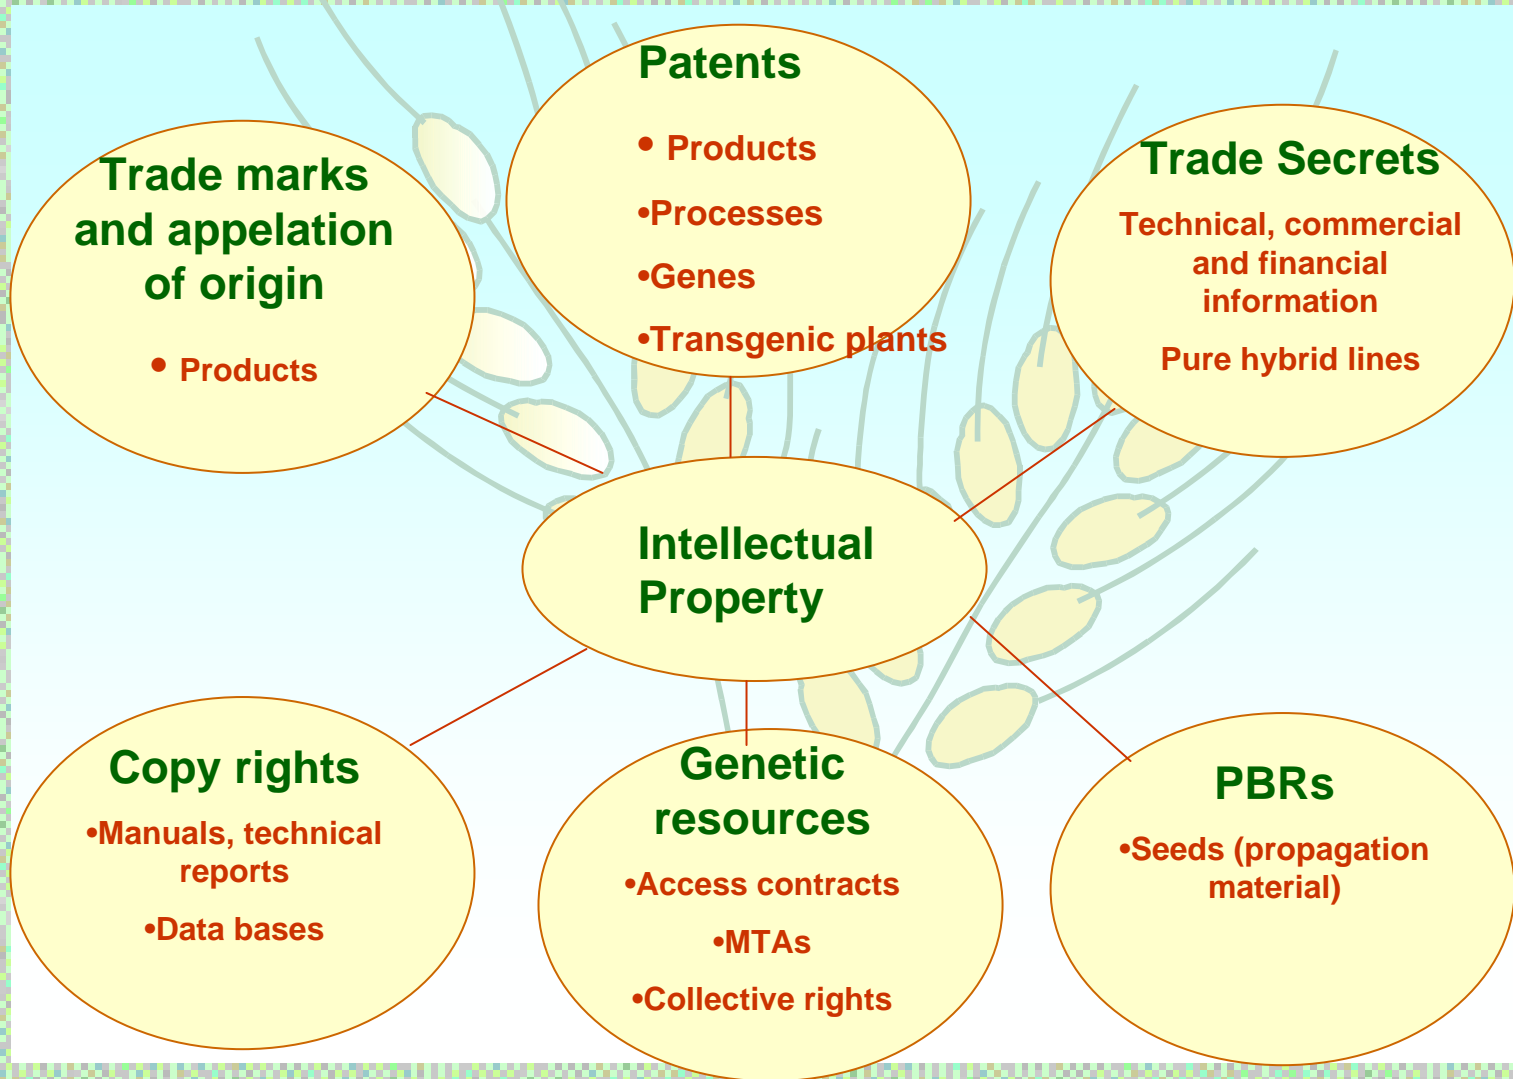 Patents
• Products
•Processes
•Genes
•Transgenic plants
Trade marks
and appelation
of origin
• Products
Trade Secrets
Technical, commercial
and financial
information
Pure hybrid lines
Intellectual
Property
Copy rights
•Manuals, technical
reports
•Data bases
Genetic
resources
•Access contracts
•MTAs
•Collective rights
PBRs
•Seeds (propagation
material)